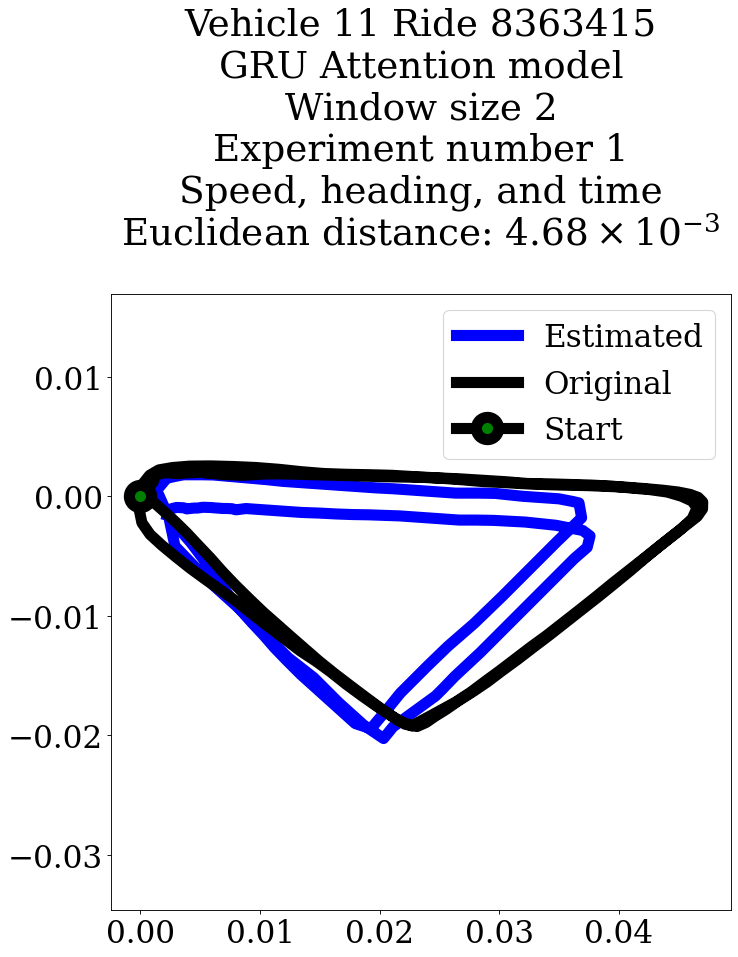 Vehicle 11 Ride 8363415
GRU Attention model
Window size 2
Experiment number 1
Speed, heading, and time
Euclidean distance: 4.68 × 10⁻³
Estimated
Original
Start
0.01
0.00
−0.01
−0.02
−0.03
0.00 0.01 0.02 0.03 0.04